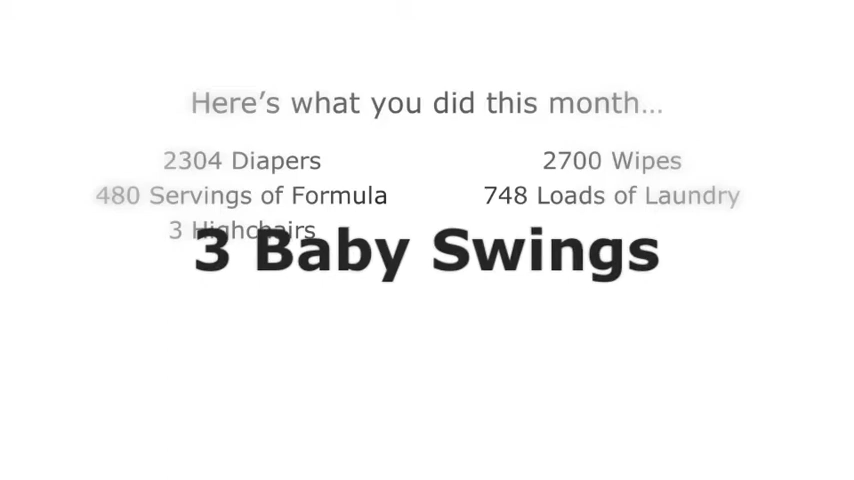 Here’s what you did this month…
2304 Diapers
2700 Wipes
480 Servings of Formula
748 Loads of Laundry
3 Highchairs
3 Baby Swings